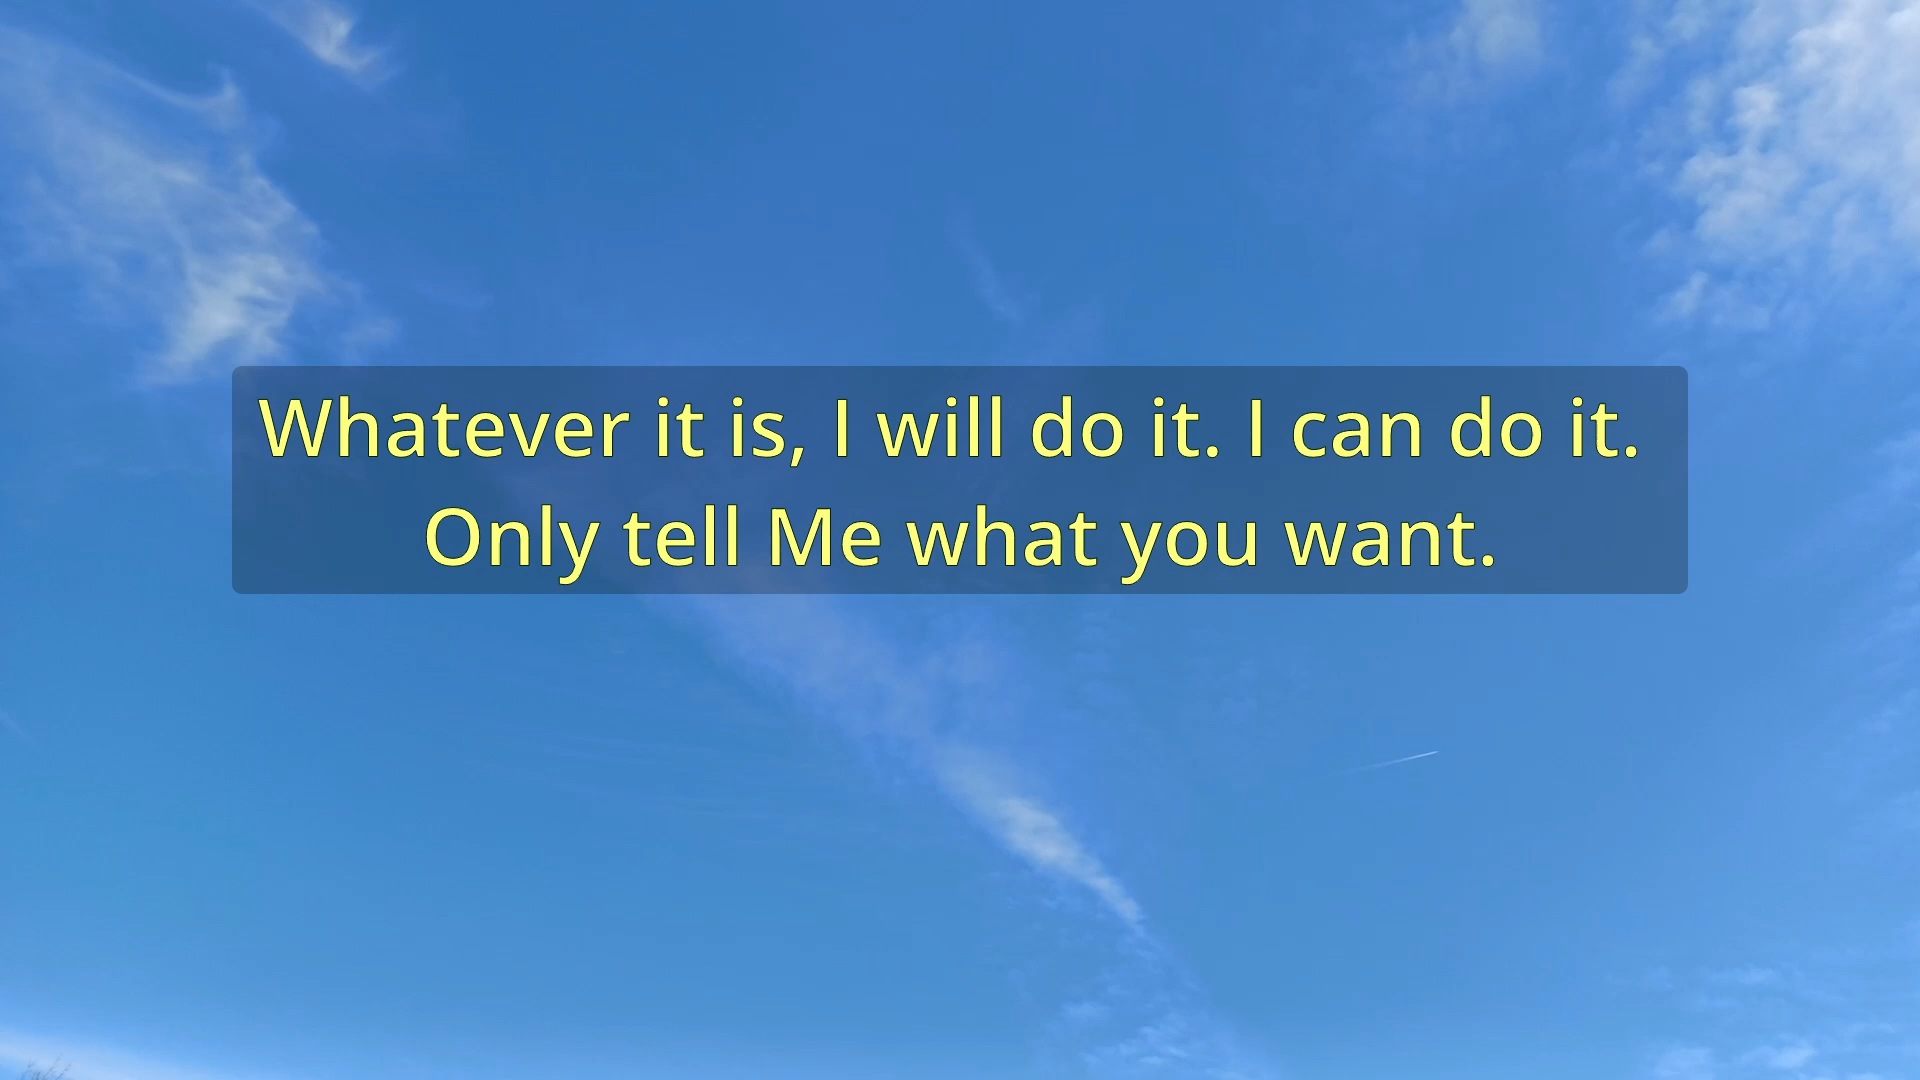 Whatever it is, I will do it. I can do it.
Only tell Me what you want.